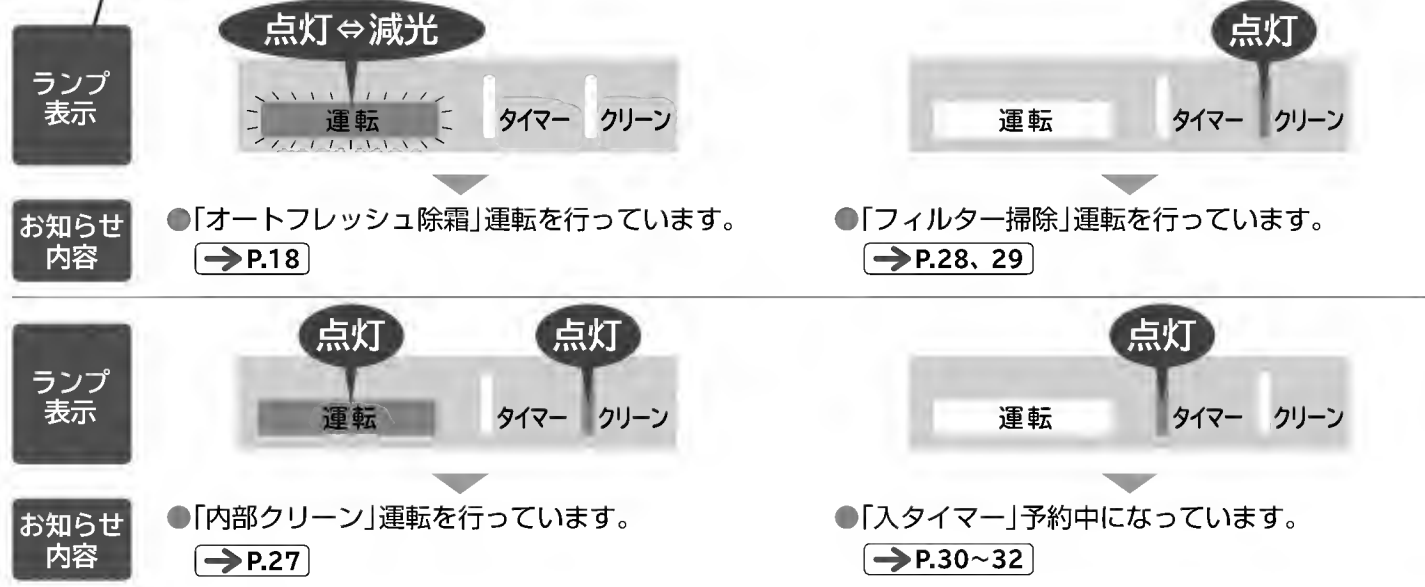 ランプ
表示
点灯⇔減光
運転
タイマー
クリーン
点灯
運転
タイマー
クリーン
お知らせ
内容
●「オートフレッシュ除霜」運転を行っています。
→P.18
●「フィルター掃除」運転を行っています。
→P.28、29
ランプ
表示
点灯
点灯
運転
タイマー
クリーン
点灯
運転
タイマー
クリーン
お知らせ
内容
●「内部クリーン」運転を行っています。
→P.27
●「入タイマー」予約中になっています。
→P.30~32